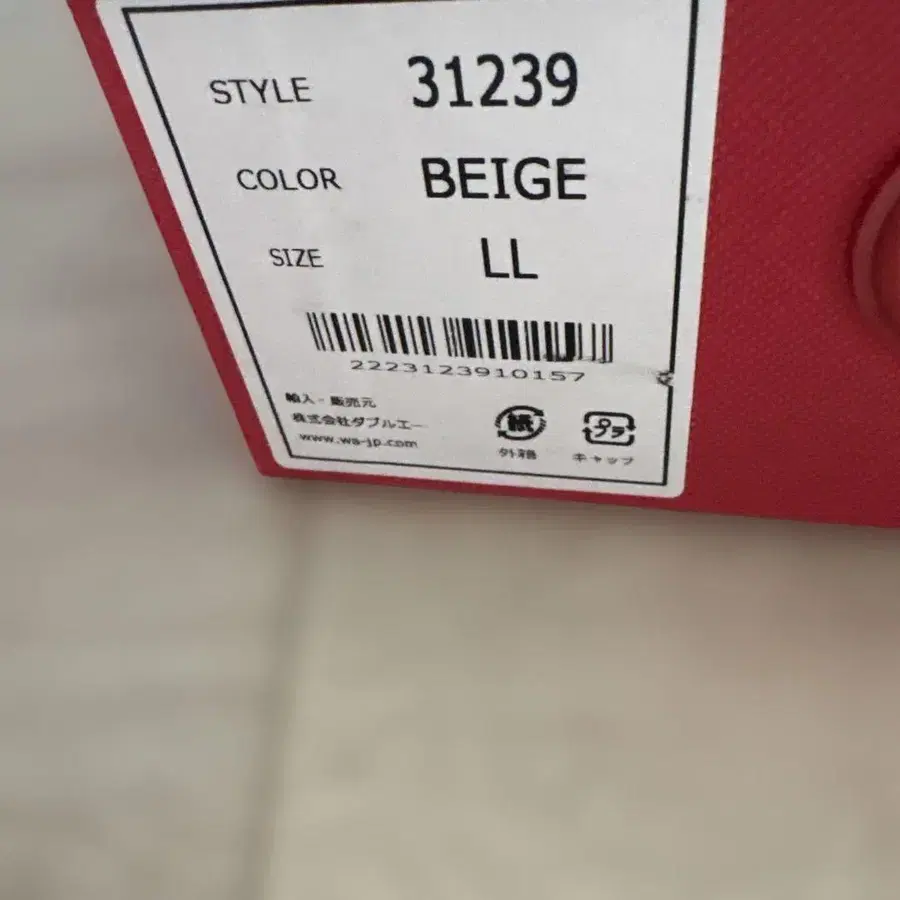 STYLE 31239
COLOR BEIGE
SIZE LL
2223123910157
輸入・販売元
株式会社ダブルエー
www.wa-jp.com
紙 プラ
外箱 キャップ